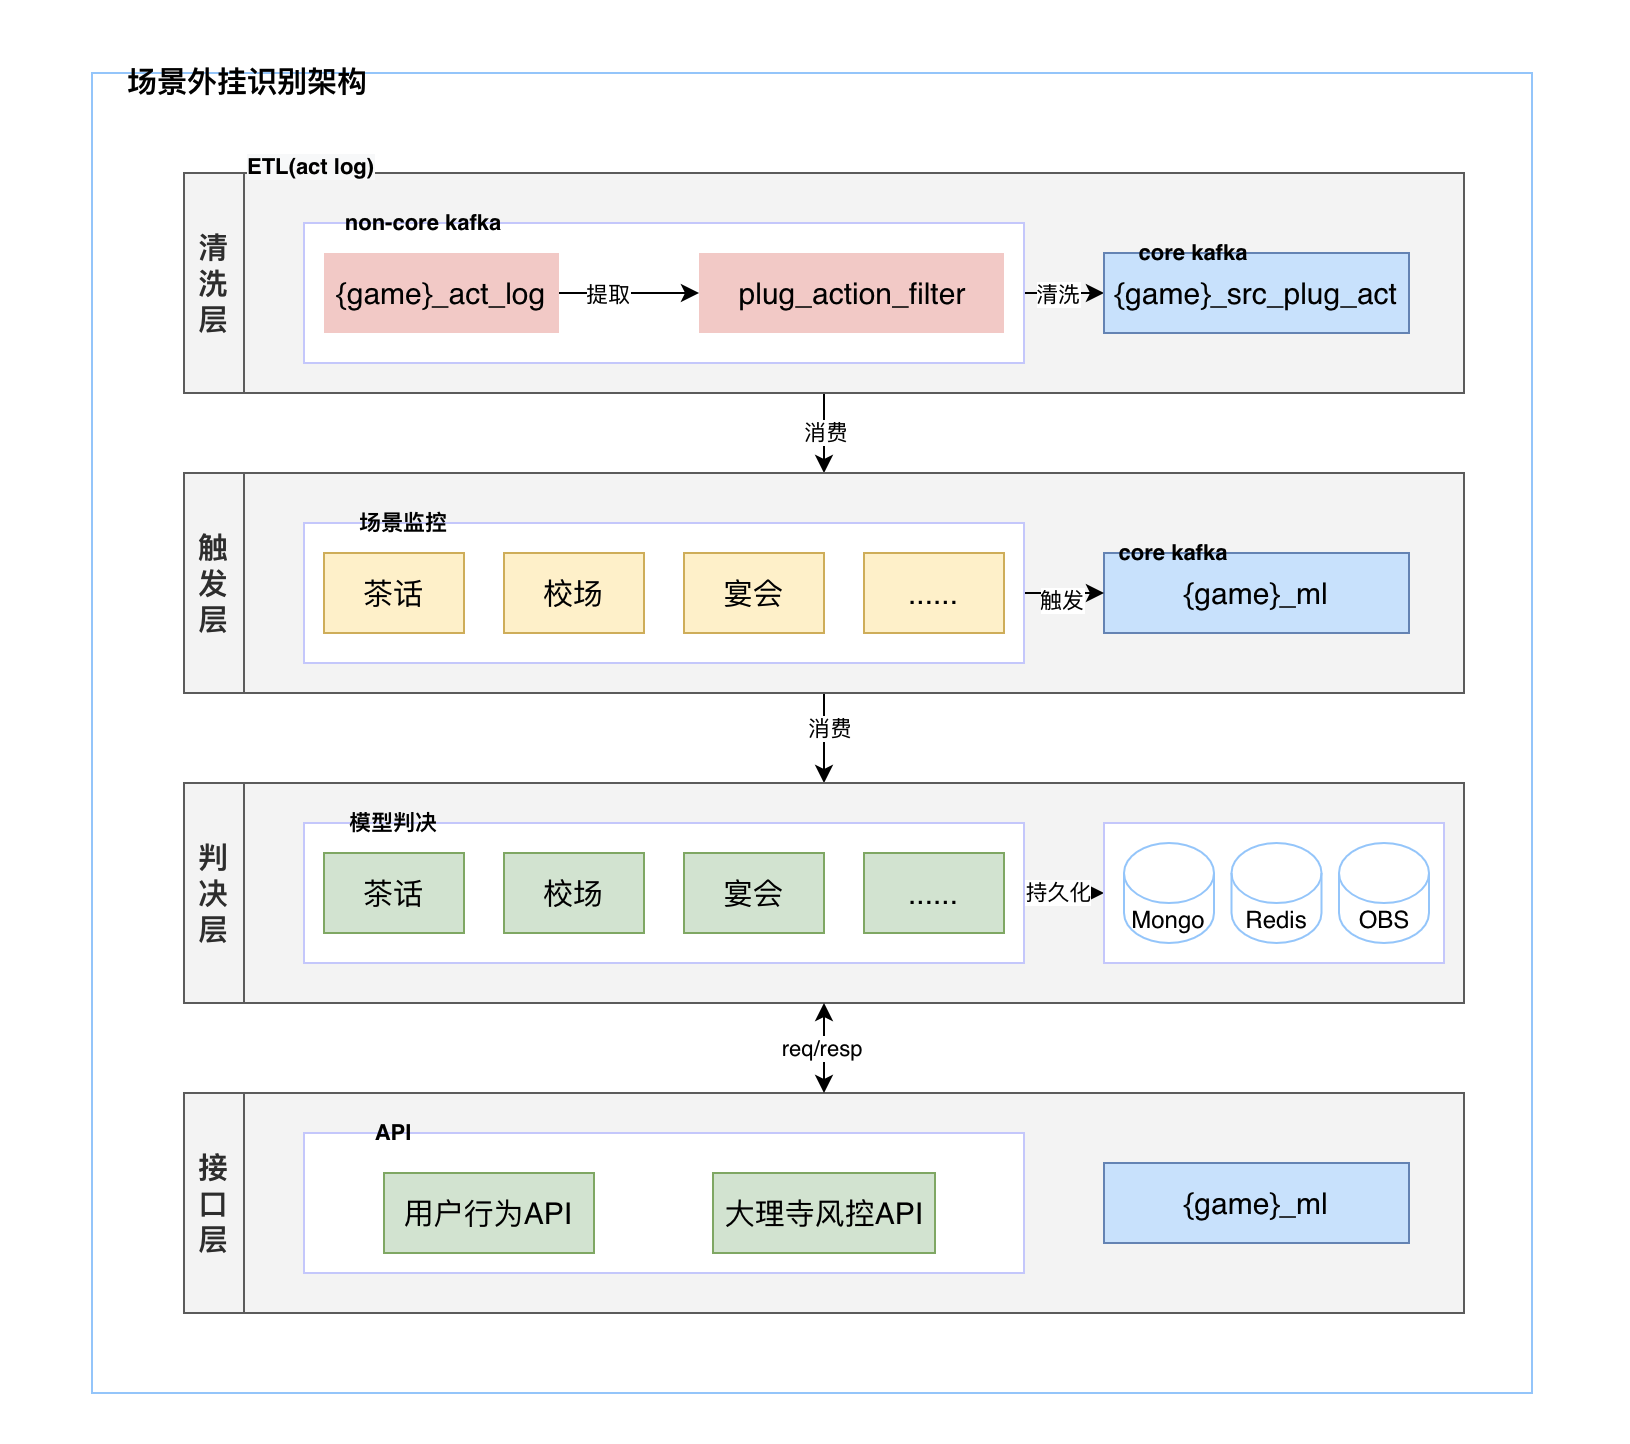 场景外挂识别架构
ETL(act log)
清洗层
non-core kafka
{game}_act_log
提取
plug_action_filter
清洗
core kafka
{game}_src_plug_act
消费
触发层
场景监控
茶话
校场
宴会
......
触发
core kafka
{game}_ml
消费
判决层
模型判决
茶话
校场
宴会
......
持久化
Mongo
Redis
OBS
req/resp
接口层
API
用户行为API
大理寺风控API
{game}_ml